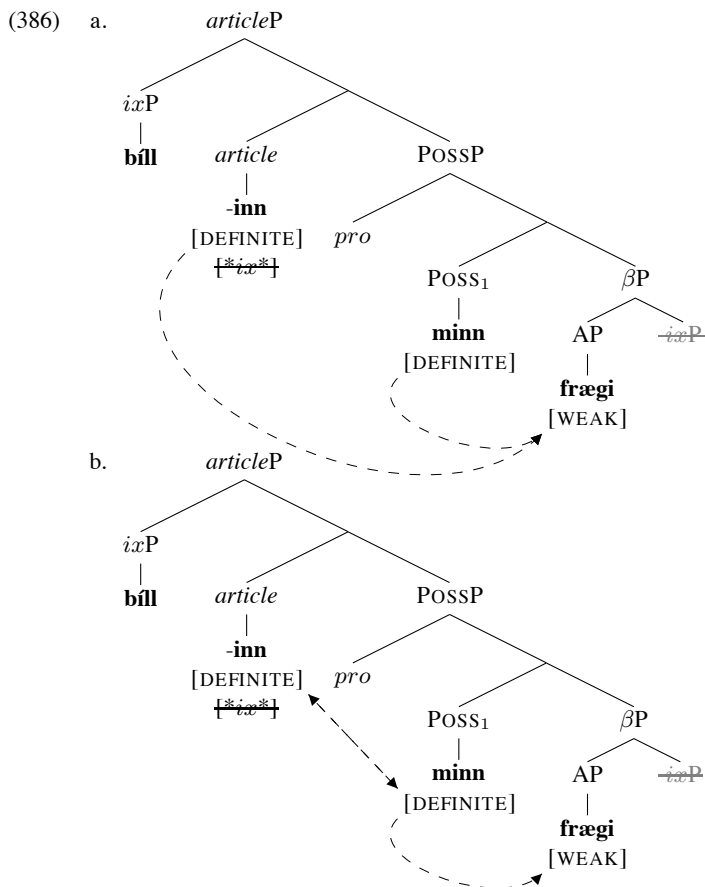 (386) a. articleP
ixP
bíll article POSSP
-inn
[DEFINITE] pro
[*ix*] POSS₁ βP
minn AP ixP
[DEFINITE] frægi
[WEAK]
b. articleP
ixP
bíll article POSSP
-inn
[DEFINITE] pro
[*ix*] POSS₁ βP
minn AP ixP
[DEFINITE] frægi
[WEAK]